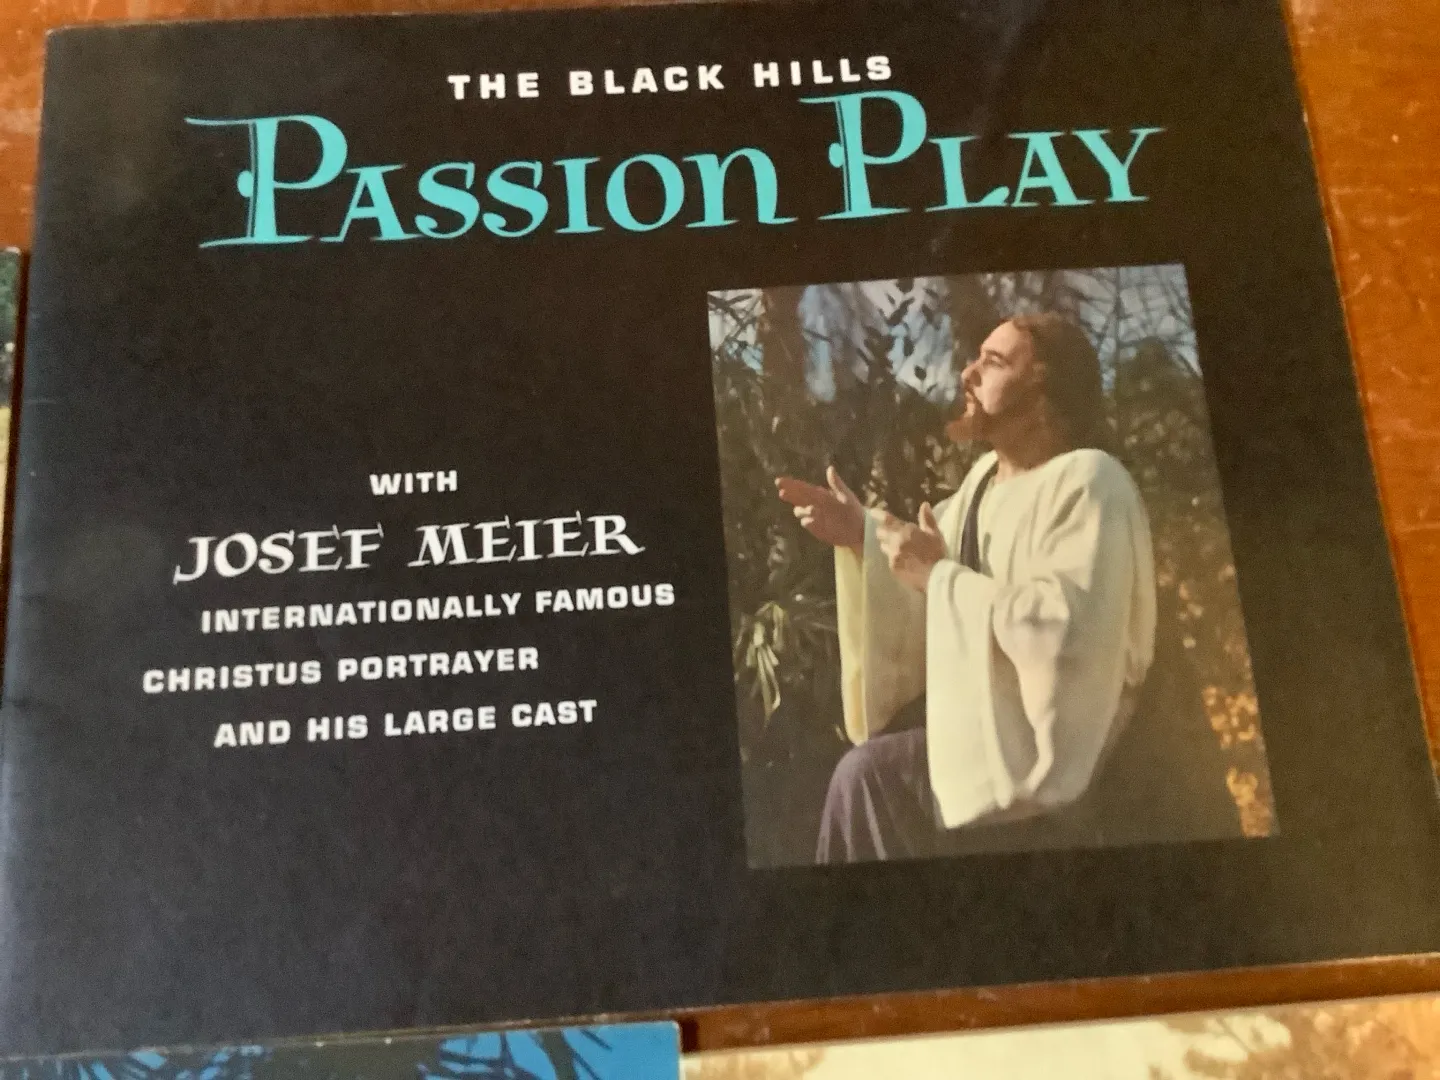 THE BLACK HILLS
PASSION PLAY
WITH
JOSEF MEIER
INTERNATIONALLY FAMOUS
CHRISTUS PORTRAYER
AND HIS LARGE CAST